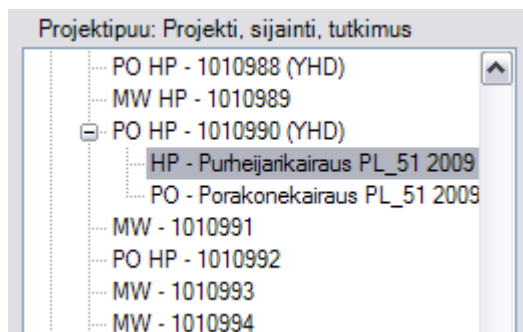 Projektipuu: Projekti, sijainti, tutkimus
PO HP - 1010988 (YHD)
MW HP - 1010989
PO HP - 1010990 (YHD)
HP - Purheijarikairaus PL_51 2009
PO - Porakonekairaus PL_51 2009
MW - 1010991
PO HP - 1010992
MW - 1010993
MW - 1010994